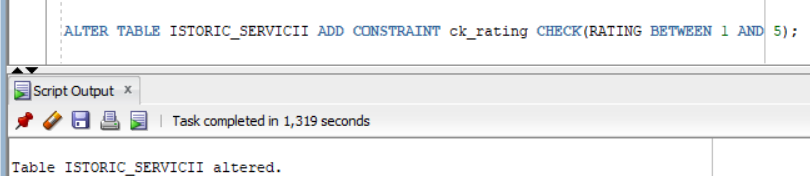 ALTER TABLE ISTORIC_SERVICII ADD CONSTRAINT ck_rating CHECK(RATING BETWEEN 1 AND 5);
Script Output x
Task completed in 1,319 seconds
Table ISTORIC_SERVICII altered.